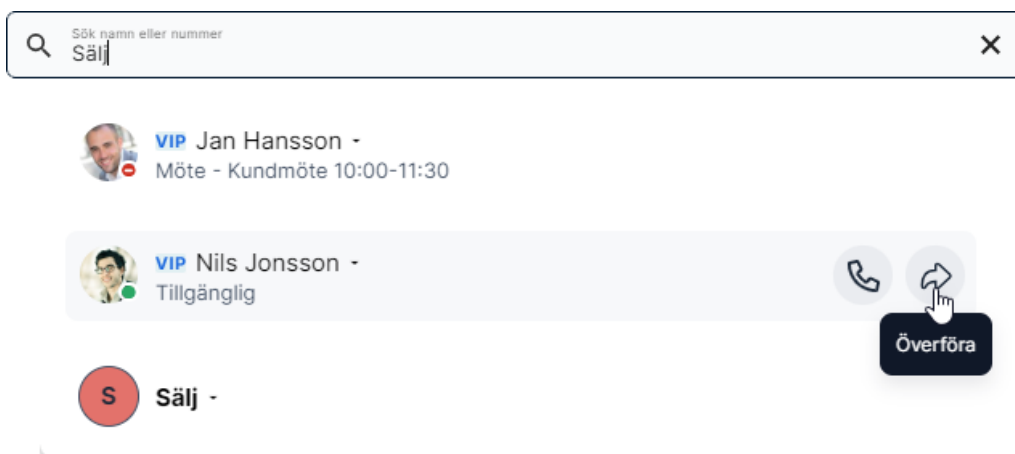 Sök namn eller nummer
Sälj
VIP Jan Hansson -
Möte - Kundmöte 10:00-11:30
VIP Nils Jonsson -
Tillgänglig
Överföra
S Sälj -